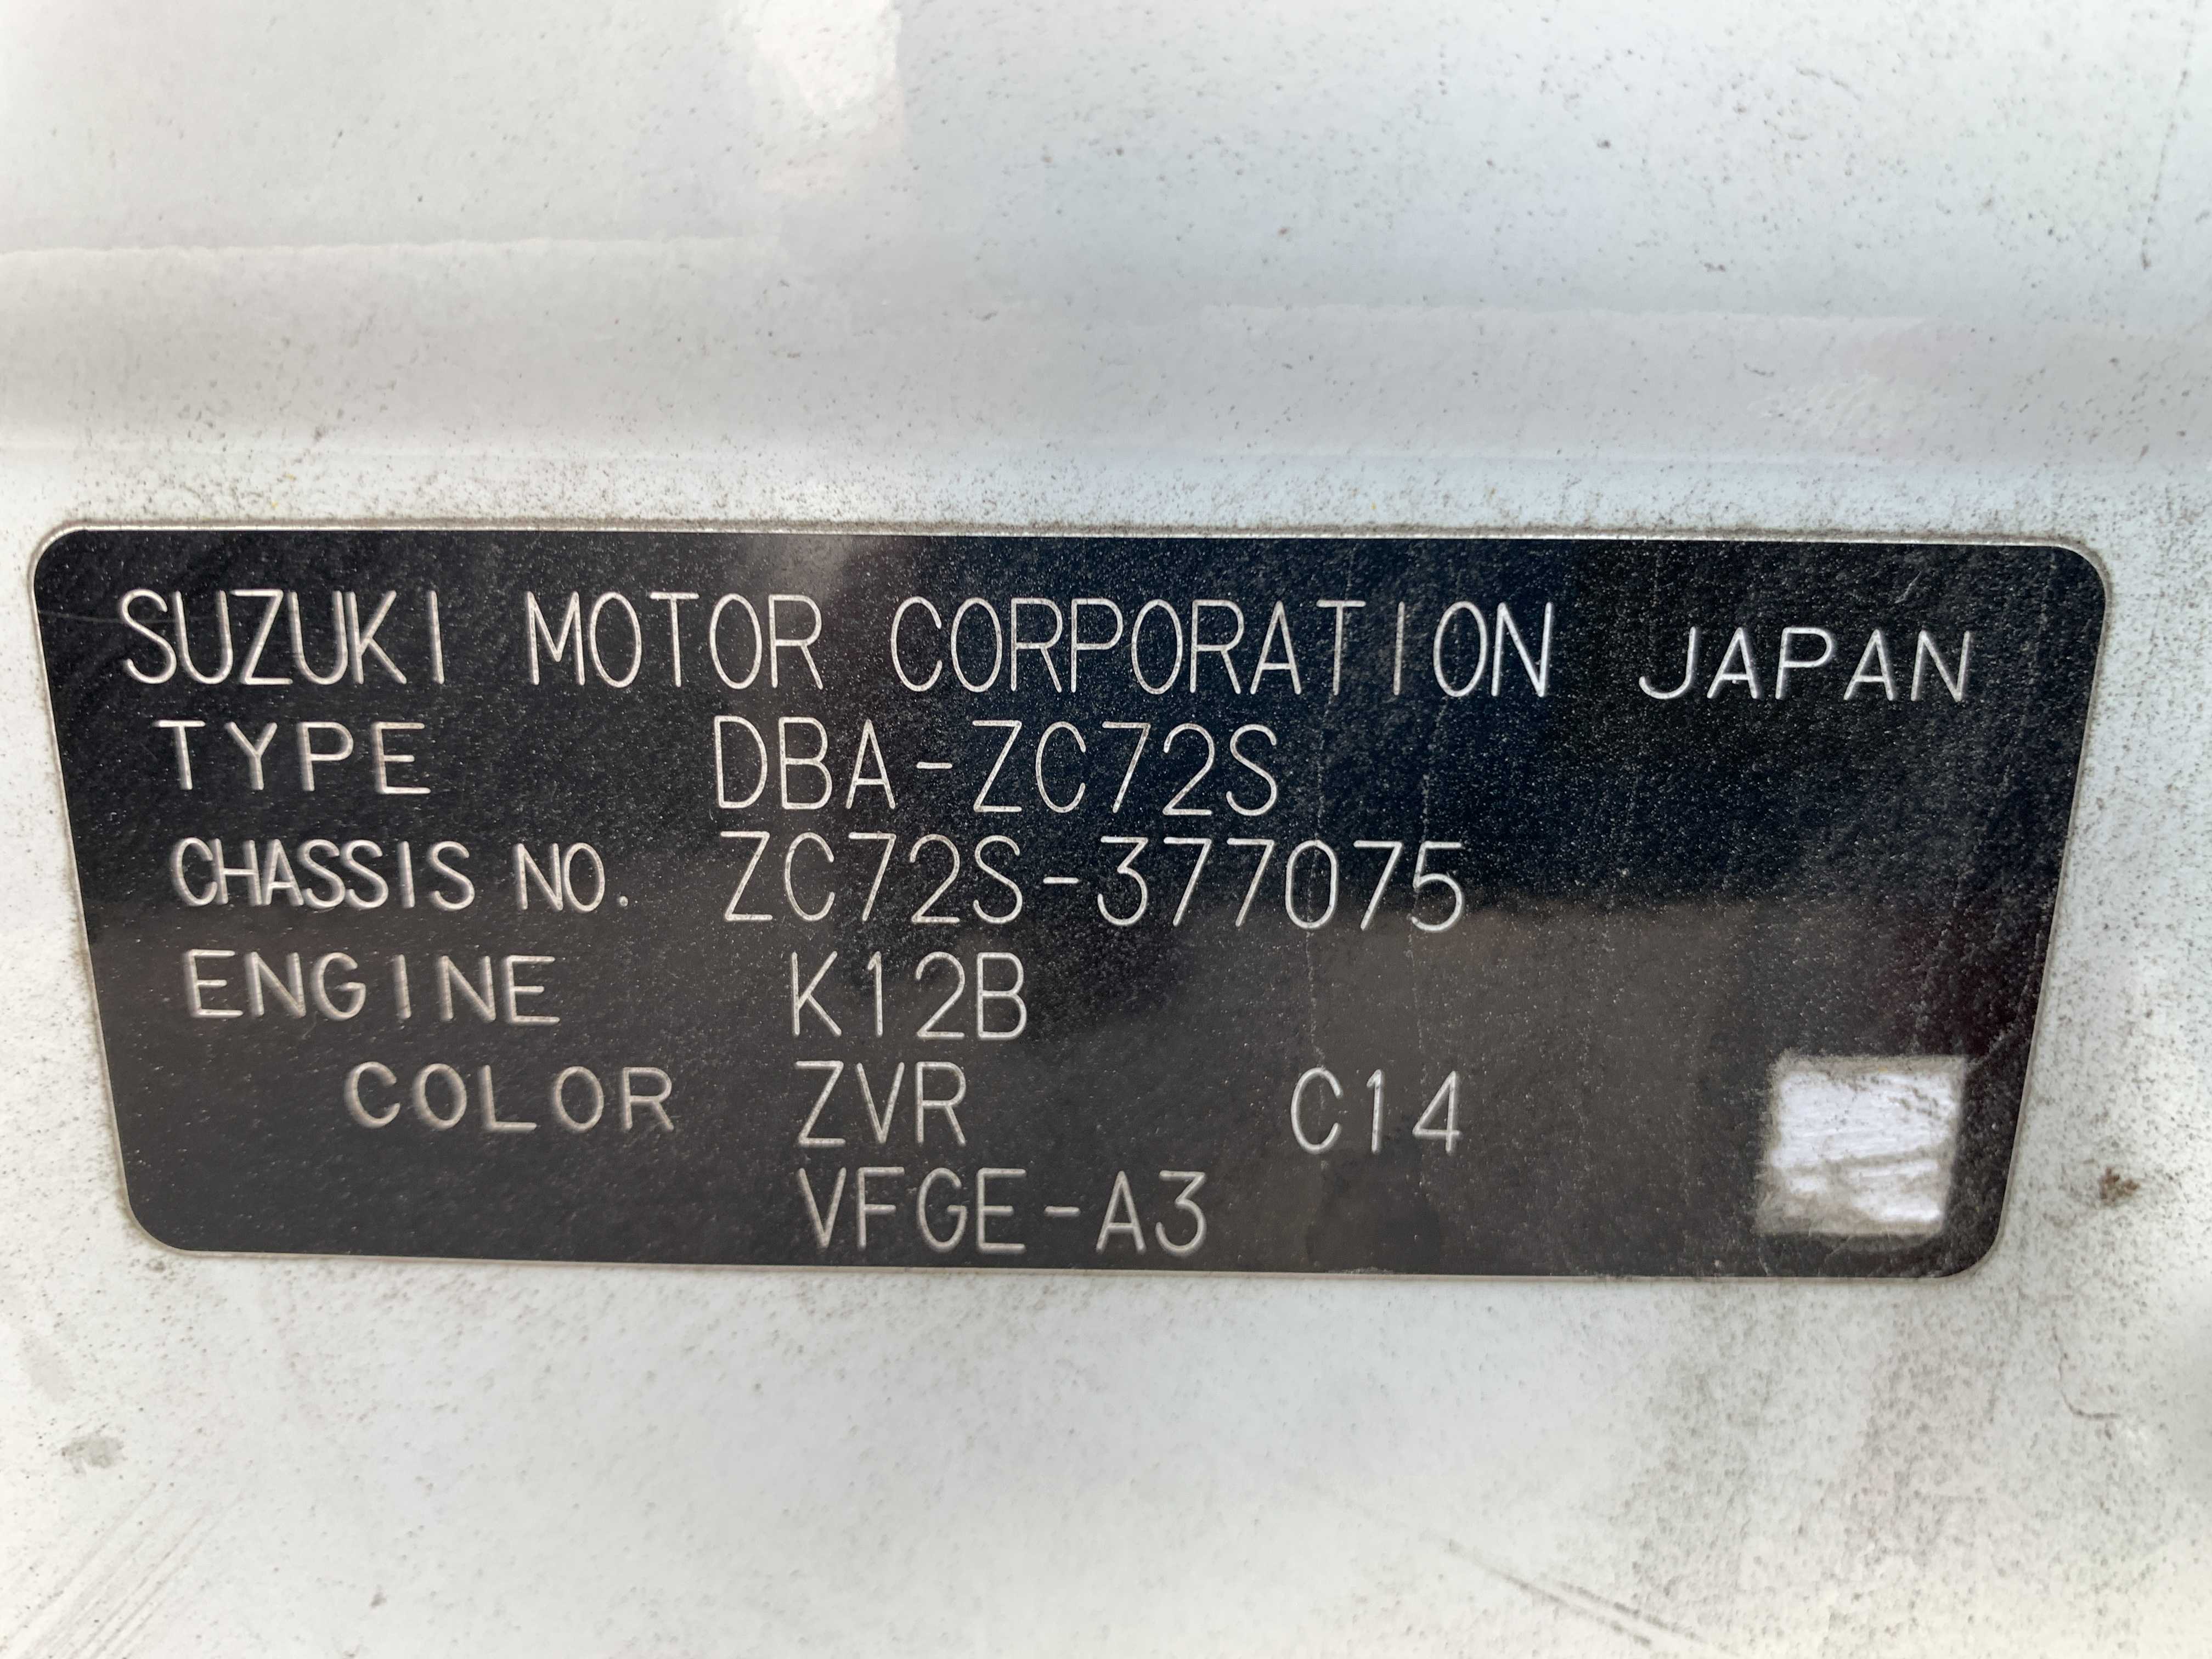 SUZUKI MOTOR CORPORATION JAPAN
TYPE DBA-ZC72S
CHASSIS NO. ZC72S-377075
ENGINE K12B
COLOR ZVR C14
VFGE-A3